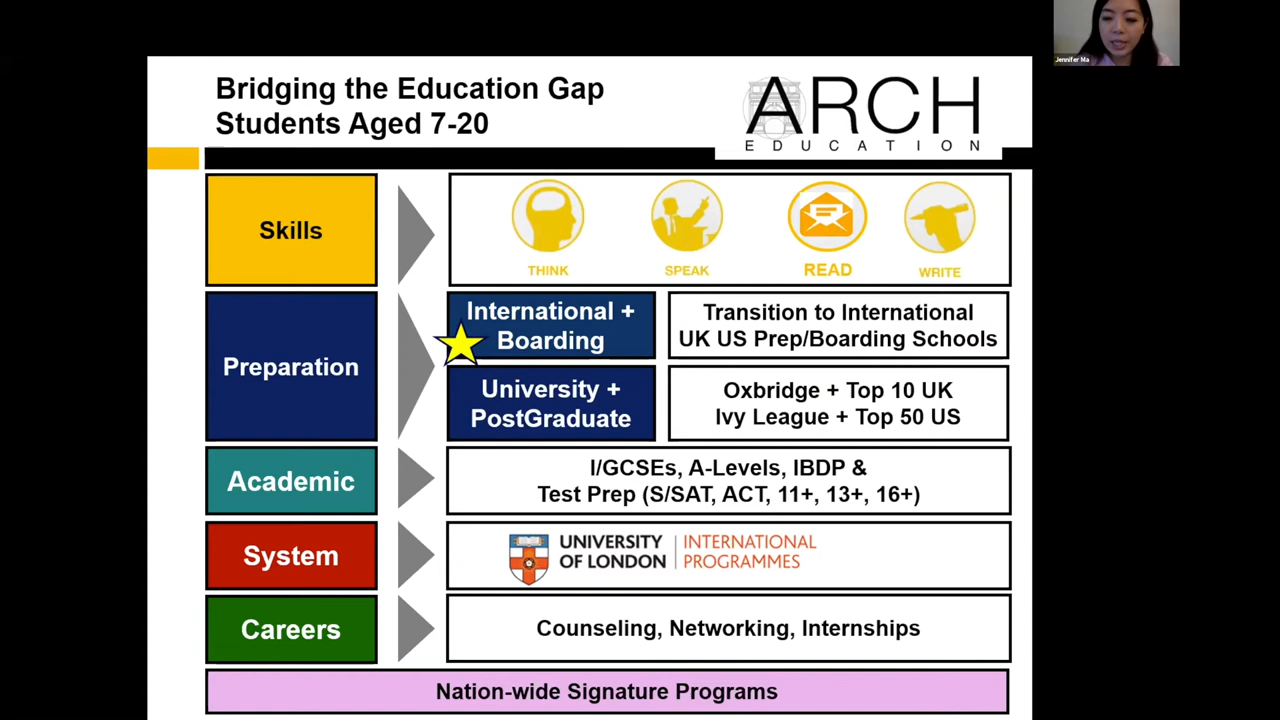 Jennifer Ma
Bridging the Education Gap
Students Aged 7-20
ARCH
EDUCATION
Skills
THINK
SPEAK
READ
WRITE
Preparation
International +
Boarding
Transition to International
UK US Prep/Boarding Schools
University +
PostGraduate
Oxbridge + Top 10 UK
Ivy League + Top 50 US
Academic
I/GCSEs, A-Levels, IBDP &
Test Prep (S/SAT, ACT, 11+, 13+, 16+)
System
UNIVERSITY
OF LONDON
INTERNATIONAL
PROGRAMMES
Careers
Counseling, Networking, Internships
Nation-wide Signature Programs